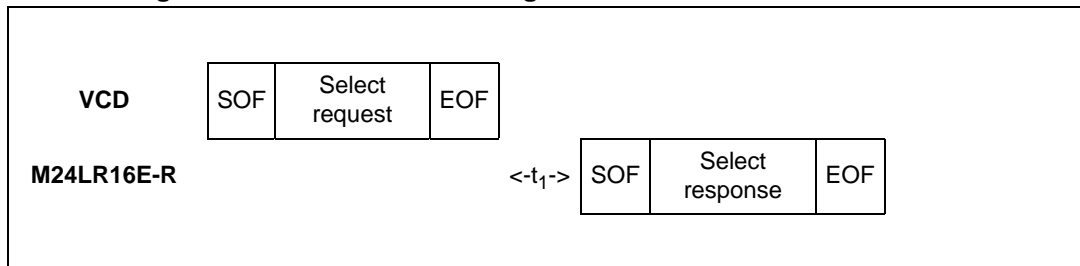 VCD SOF Select request EOF
M24LR16E-R <-t₁-> SOF Select response EOF